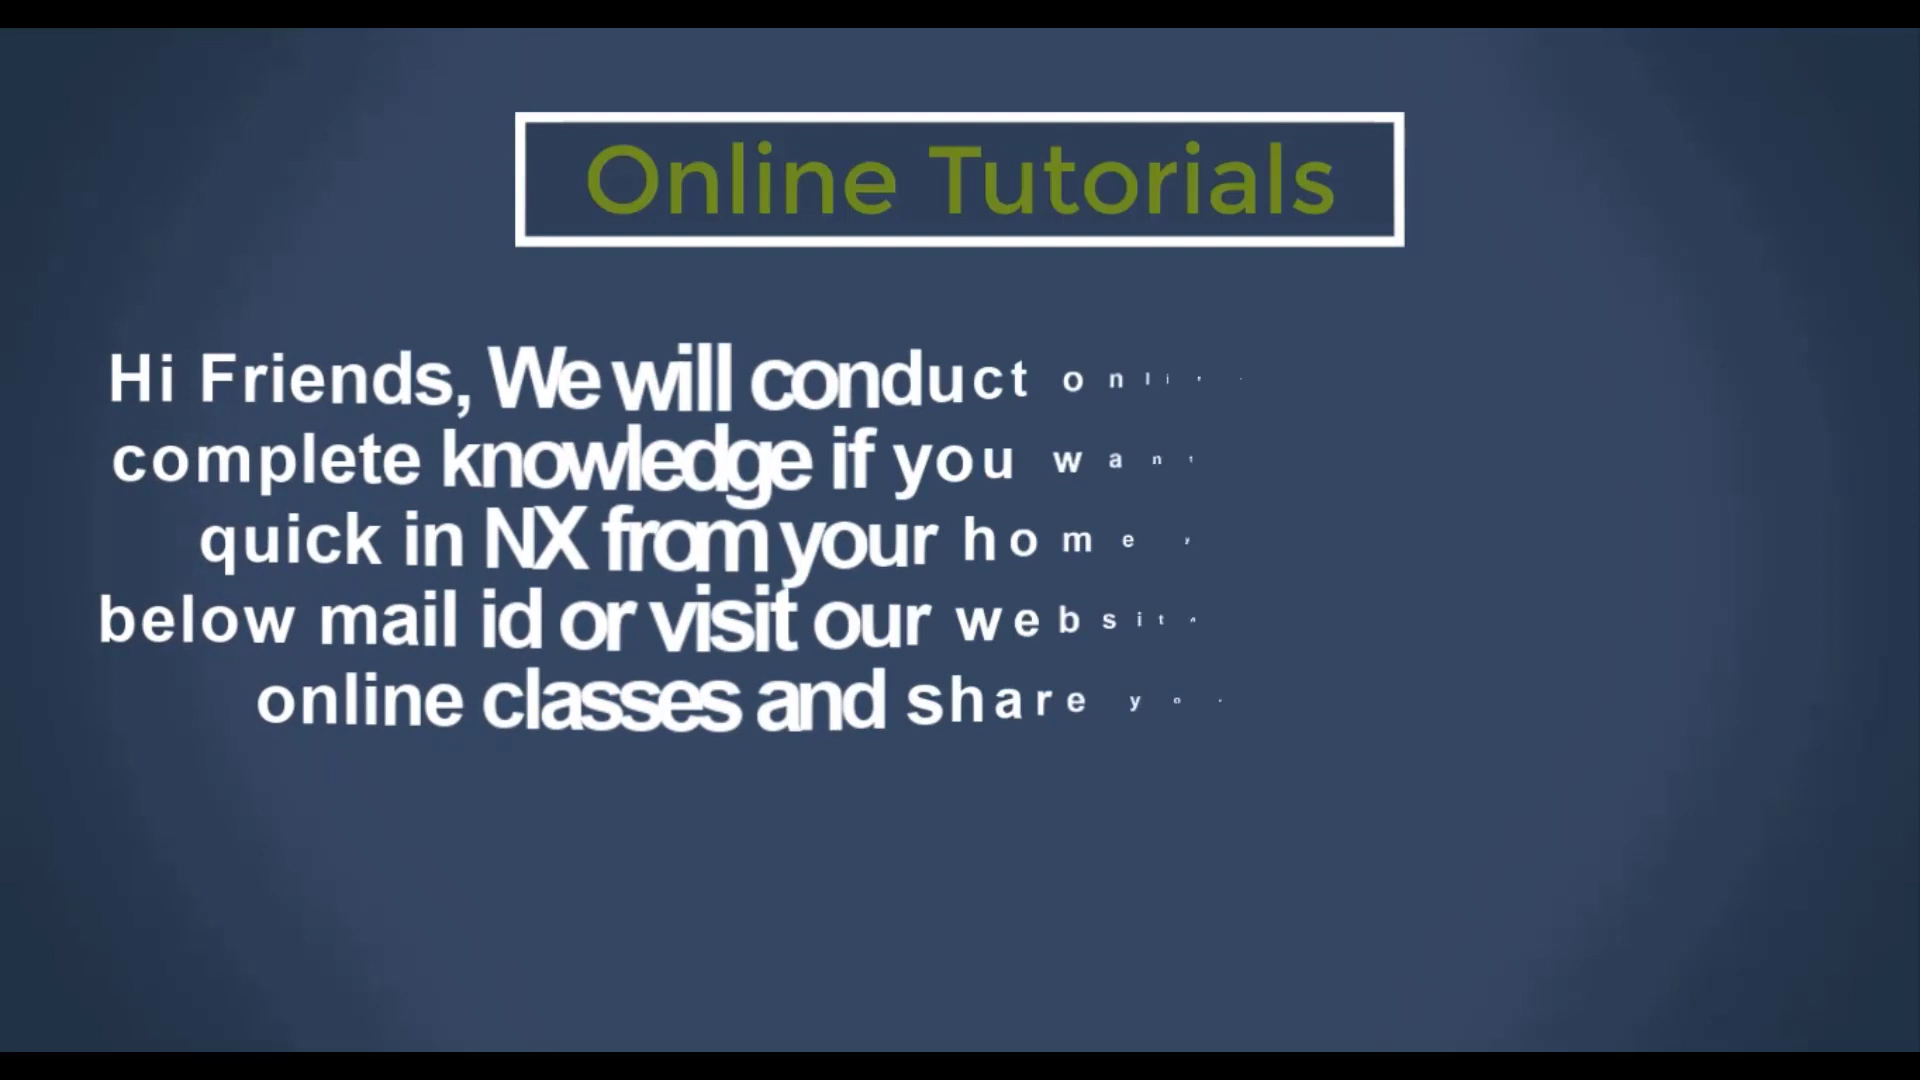 Online Tutorials
Hi Friends, We will conduct
complete knowledge if you
quick in NX from your home
below mail id or visit our
online classes and share